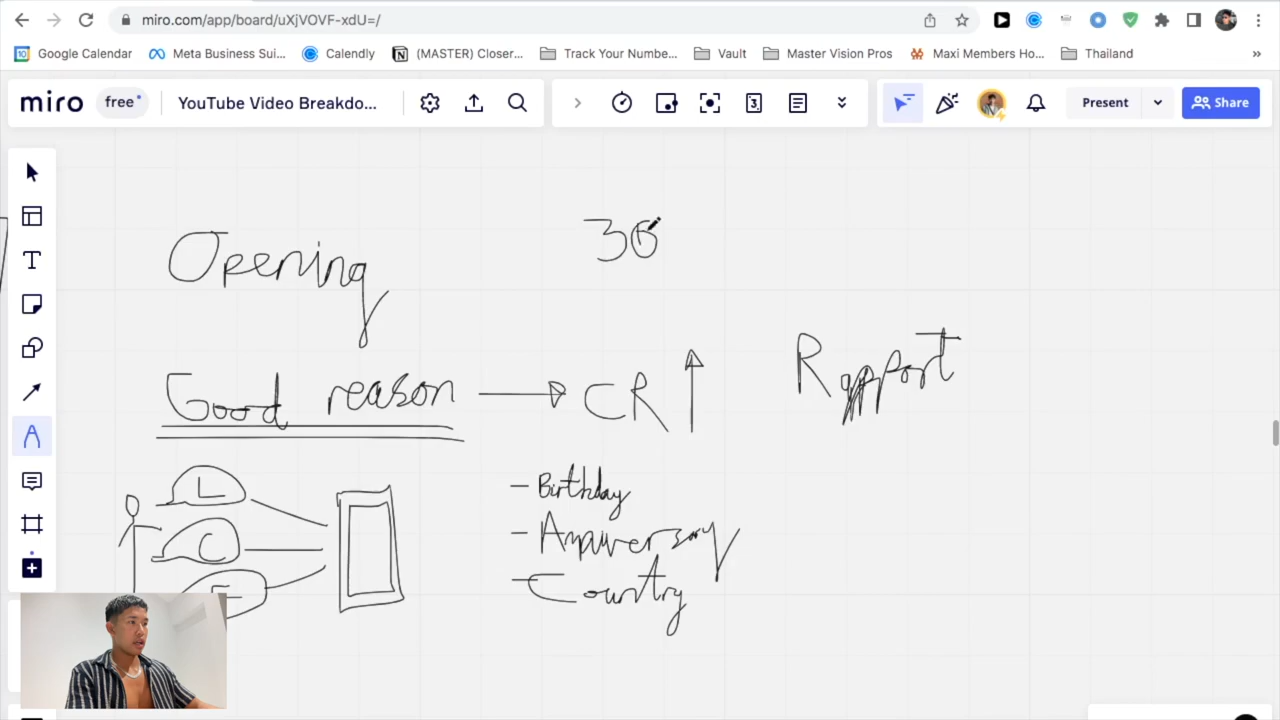 miro.com/app/board/uXjVOVF-xdU=/
10 Google Calendar Meta Business Sui... Calendly (MASTER) Closer... Track Your Numbe... Vault Master Vision Pros Maxi Members Ho... Thailand »
miro free YouTube Video Breakdo... 3 Present Share
Opening
30
Good reason CR
Rapport
L
C
- Birthday
- Anniversary
- Country